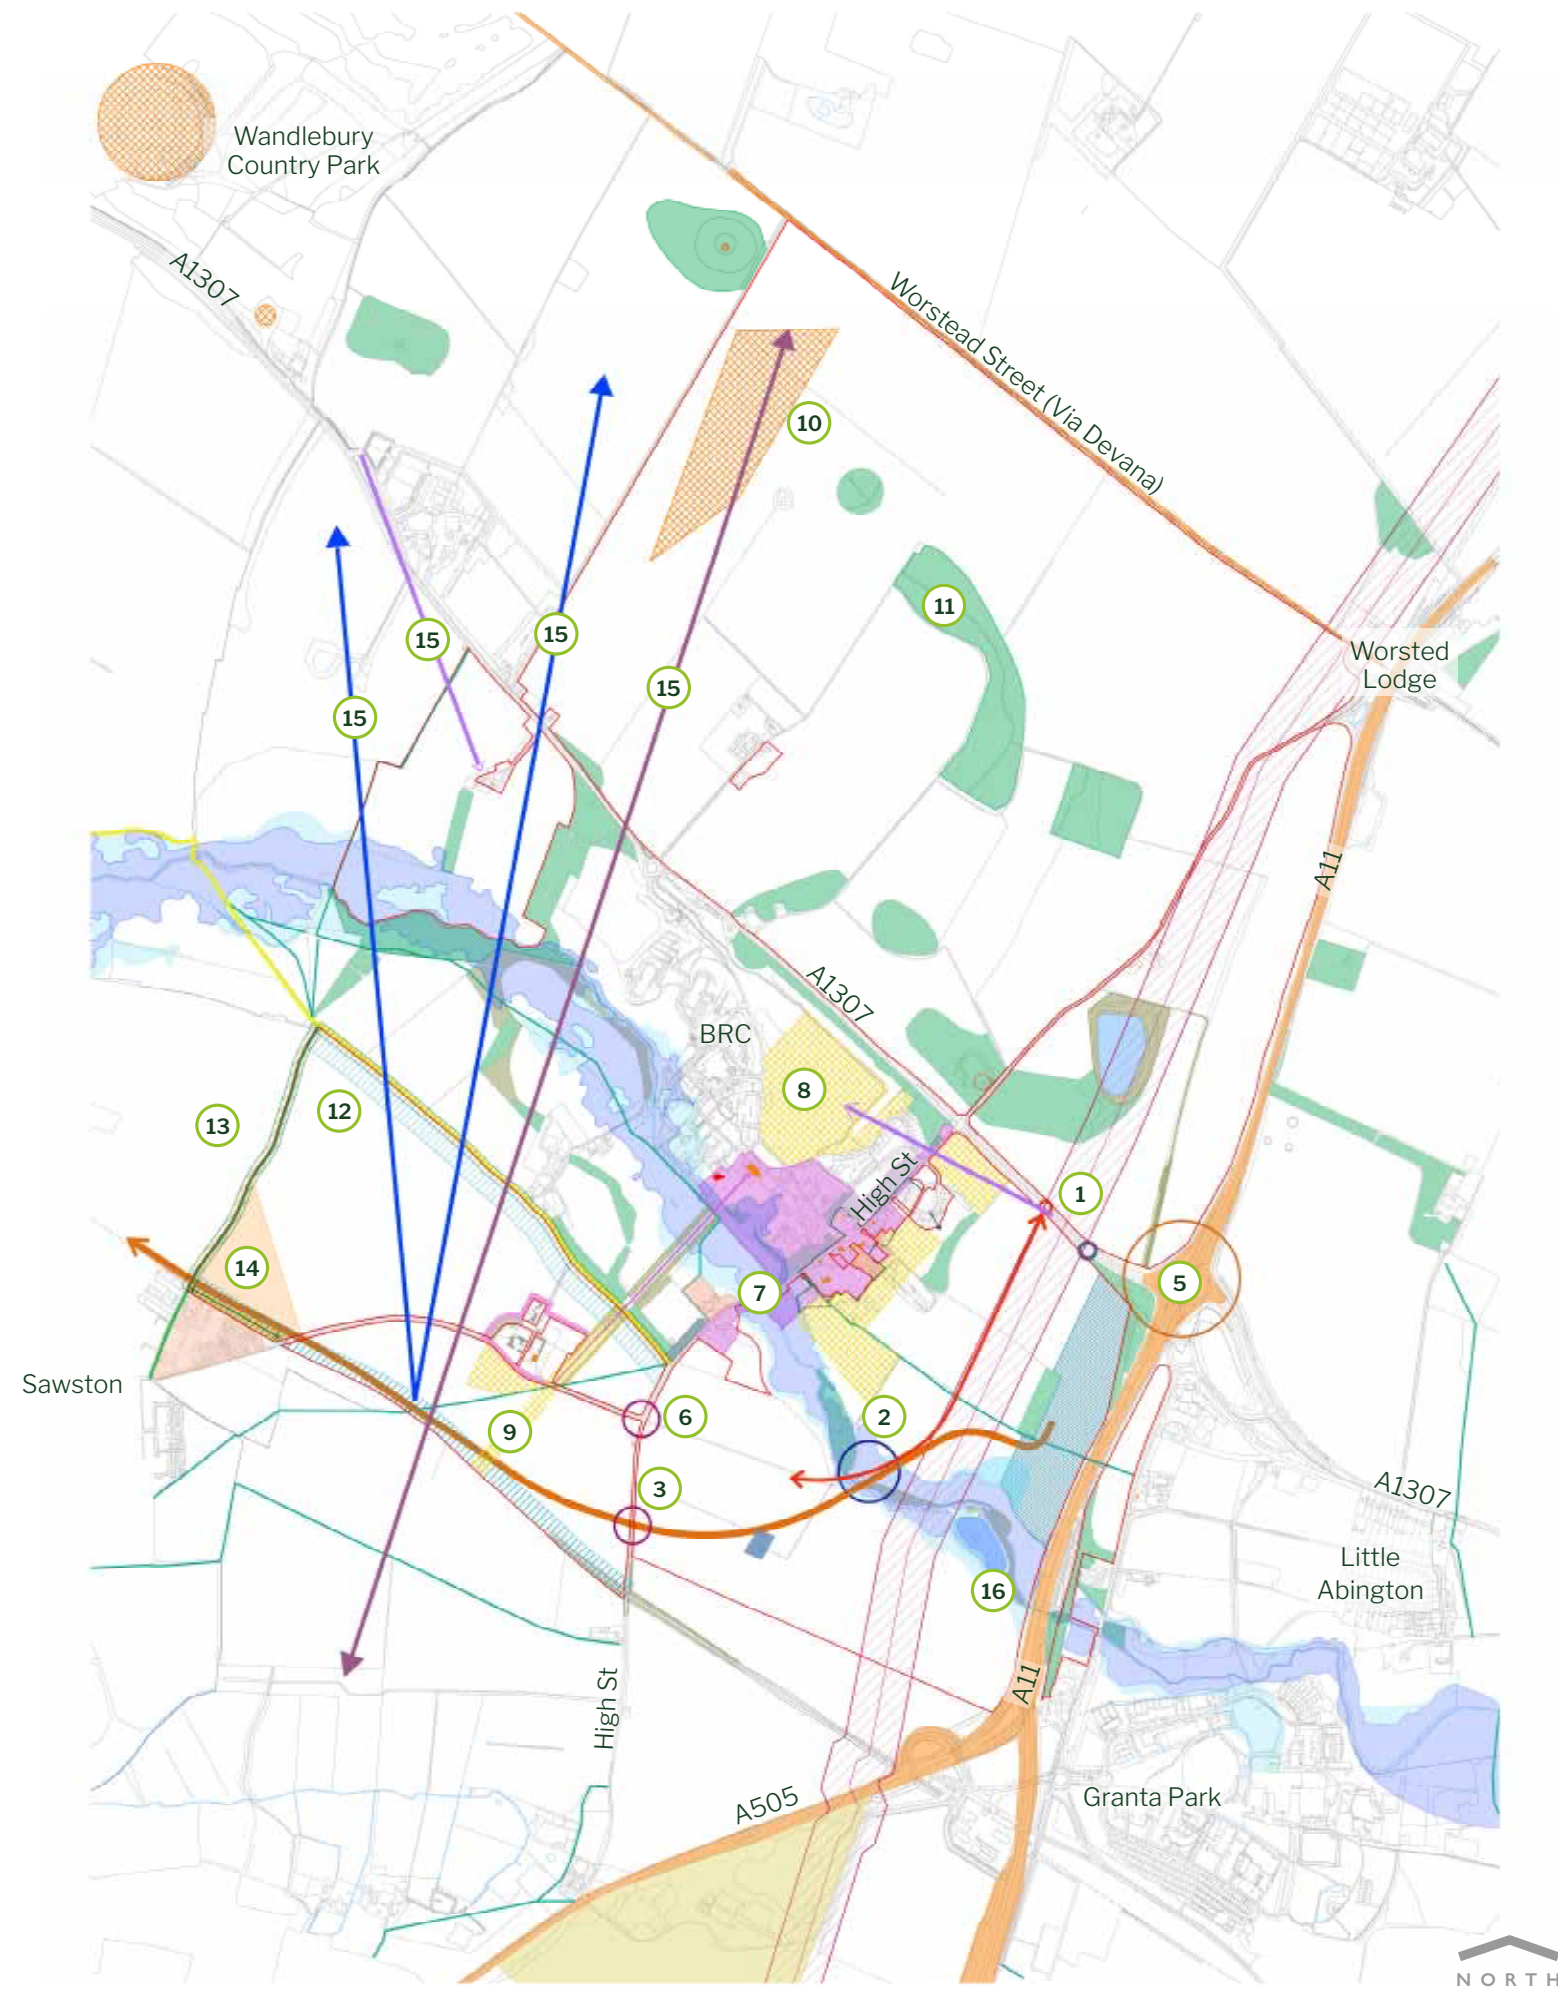 Wandlebury
Country Park
A1307
Worstead Street (Via Devana)
10
11
15
15
15
15
Worsted
Lodge
A11
A1307
BRC
8
12
13
High St
1
14
5
7
Sawston
6
2
9
3
A1307
Little
Abington
16
High St
A11
A505
Granta Park
NORTH